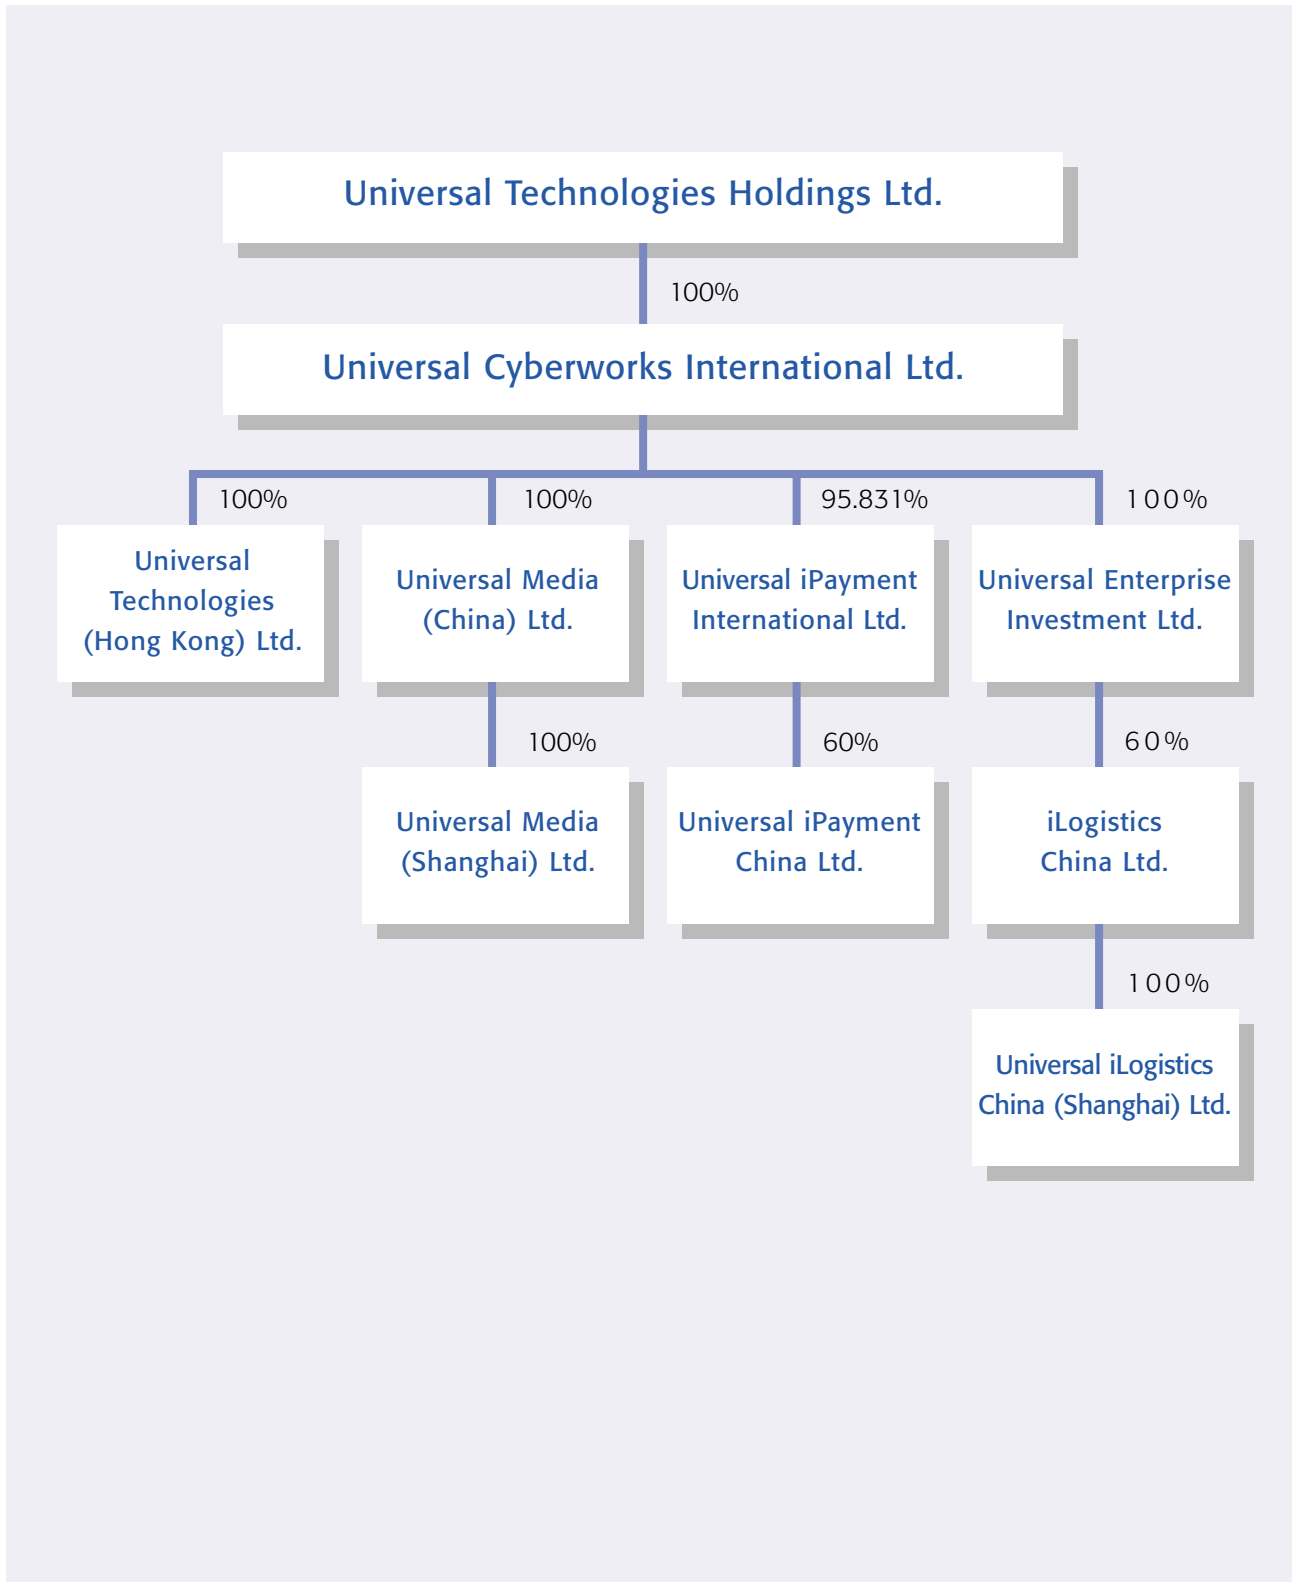 Universal Technologies Holdings Ltd.
100%
Universal Cyberworks International Ltd.
100%
100%
95.831%
100%
Universal
Technologies
(Hong Kong) Ltd.
Universal Media
(China) Ltd.
Universal iPayment
International Ltd.
Universal Enterprise
Investment Ltd.
100%
60%
60%
Universal Media
(Shanghai) Ltd.
Universal iPayment
China Ltd.
iLogistics
China Ltd.
100%
Universal iLogistics
China (Shanghai) Ltd.